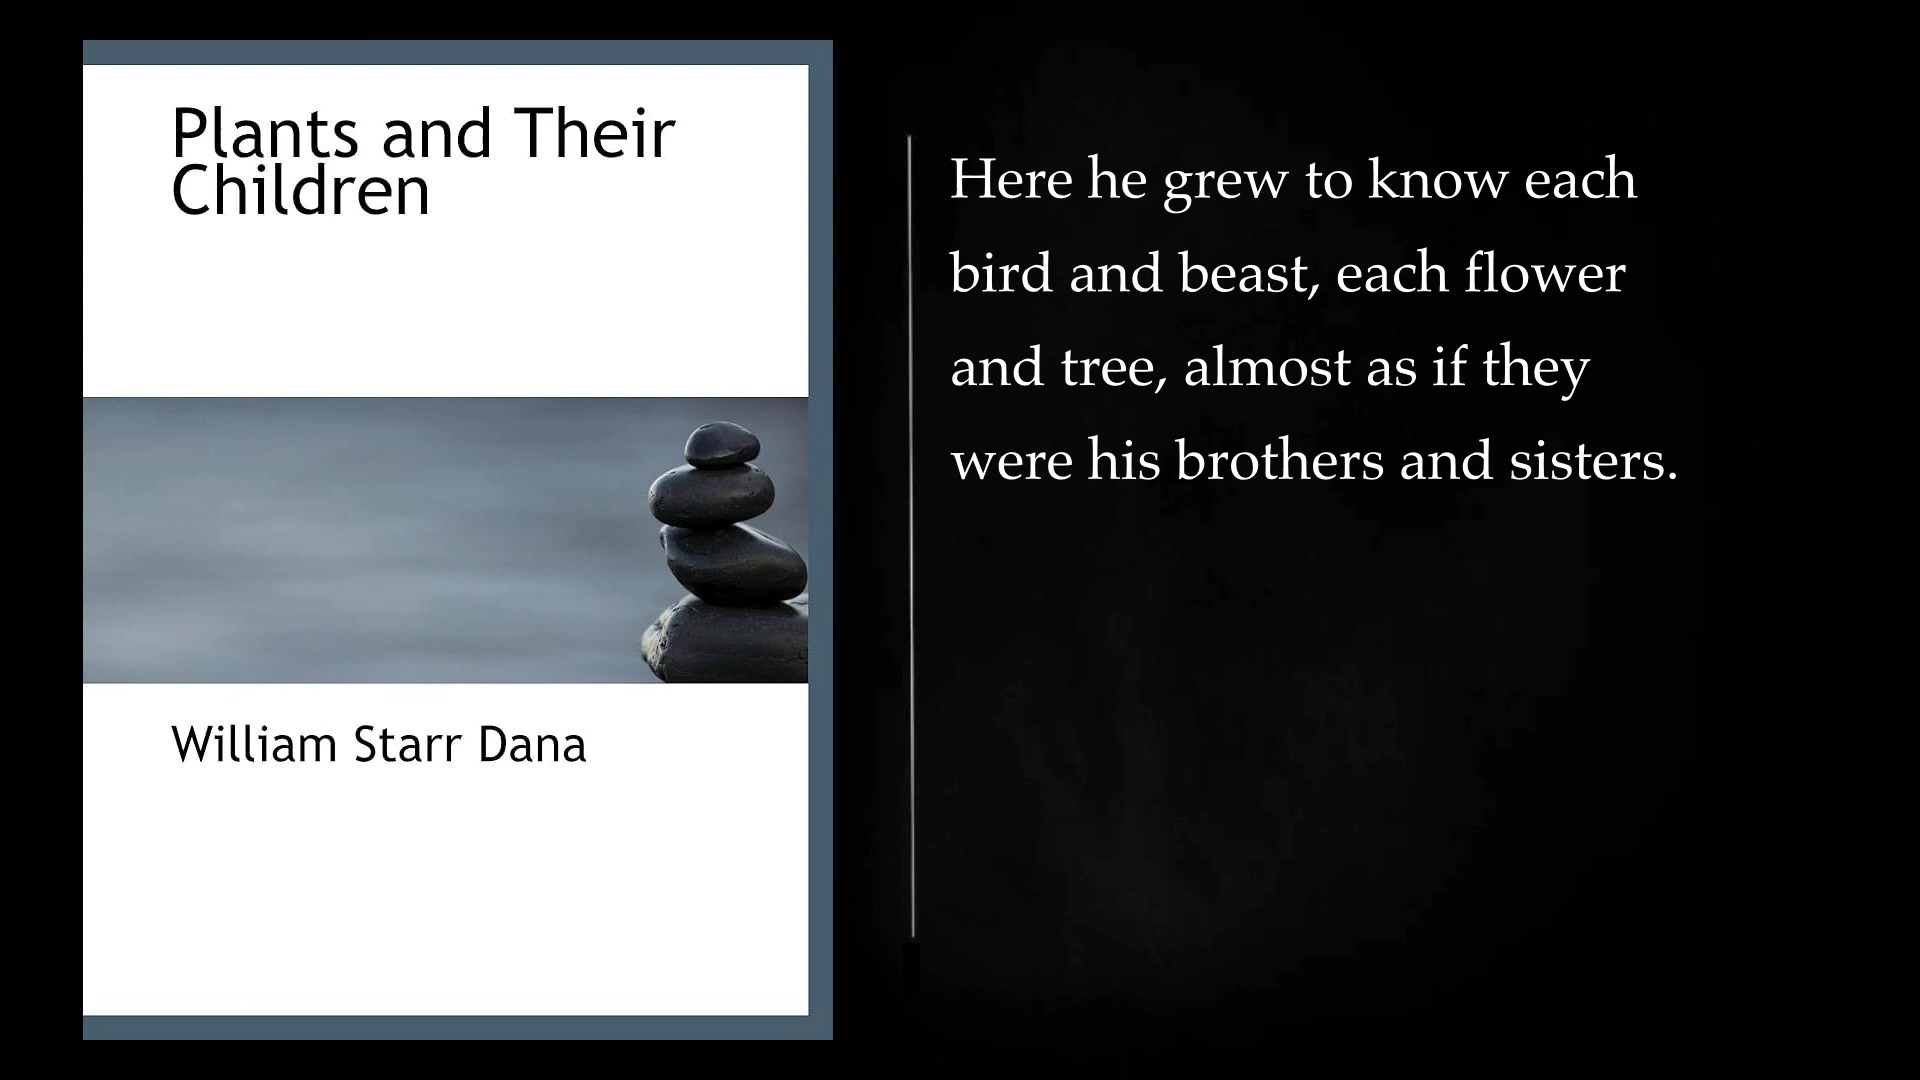 Plants and Their
Children
William Starr Dana
Here he grew to know each
bird and beast, each flower
and tree, almost as if they
were his brothers and sisters.